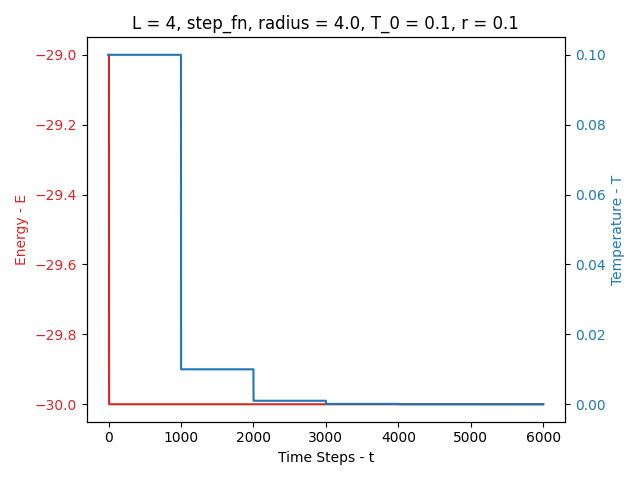 L = 4, step_fn, radius = 4.0, T_0 = 0.1, r = 0.1
−29.0
−29.2
−29.4
−29.6
−29.8
−30.0
Energy - E
0.10
0.08
0.06
0.04
0.02
0.00
Temperature - T
0 1000 2000 3000 4000 5000 6000
Time Steps - t